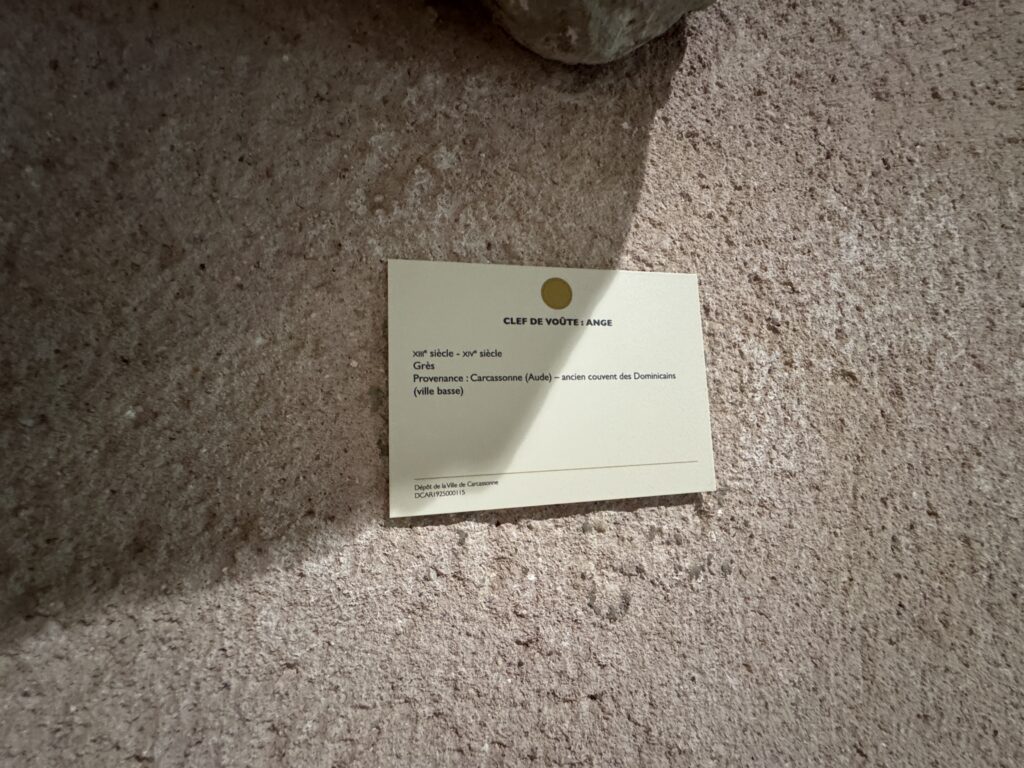 CLEF DE VOÛTE : ANGE
XIIIe siècle - XIVe siècle
Grès
Provenance : Carcassonne (Aude) – ancien couvent des Dominicains
(ville basse)
Dépôt de la Ville de Carcassonne
DCAR1925000115